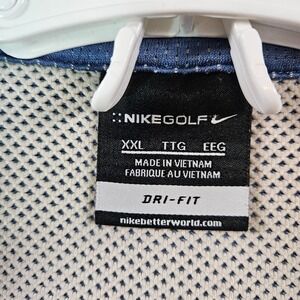 NIKEGOLF
XXL TTG EEG
MADE IN VIETNAM
FABRIQUE AU VIETNAM
DRI-FIT
nikebetterworld.com